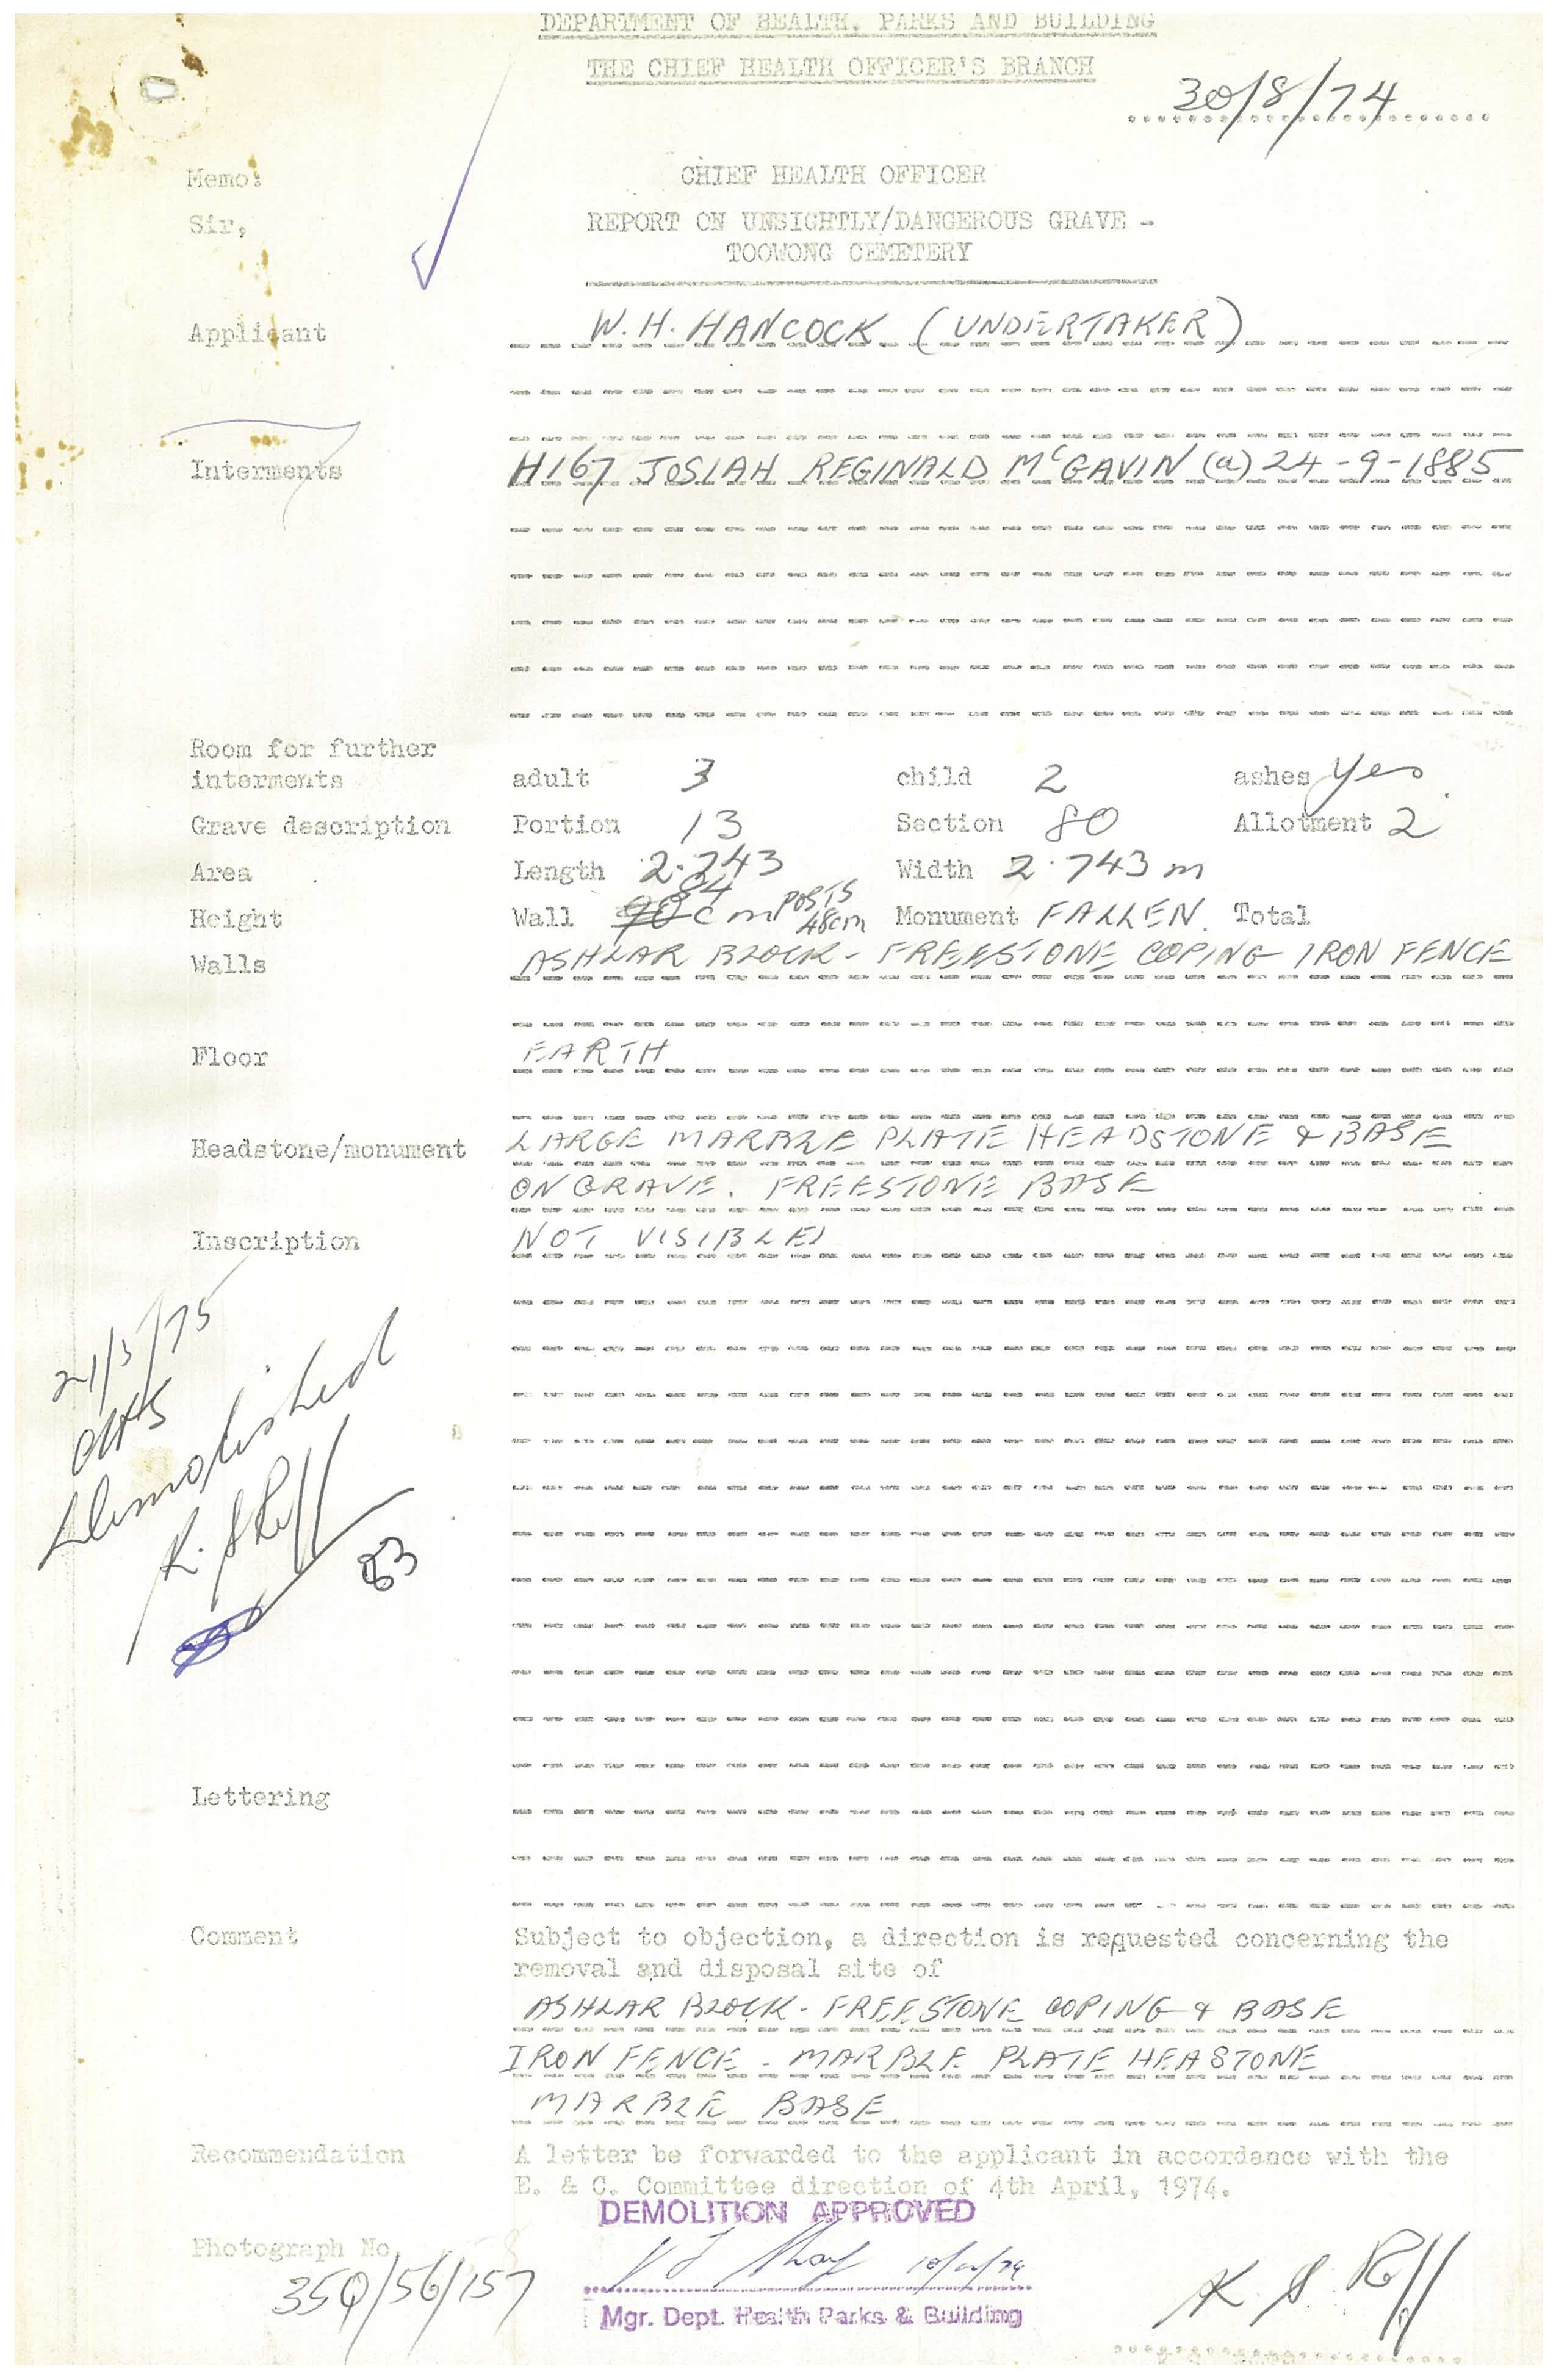 DEPARTMENT OF HEALTH, PARKS AND BUILDING
THE CHIEF HEALTH OFFICER'S BRANCH
30/8/74
Memo: CHIEF HEALTH OFFICER
Sir, REPORT ON UNSIGHTLY/DANGEROUS GRAVE -
TOOWONG CEMETERY
Applicant W. H. HANCOCK (UNDERTAKER)
Interments H167 JOSIAH REGINALD McGAVIN (a) 24-9-1885
Room for further
interments adult 3 child 2 ashes yes
Grave description Portion 13 Section 80 Allotment 2
Area Length 2.743 Width 2.743 m
Height Wall 84 cm POSTS 48cm Monument FALLEN. Total
Walls ASHLAR BLOCK - FREESTONE COPING IRON FENCE
Floor EARTH
Headstone/monument LARGE MARBLE PLATE HEADSTONE & BASE
ON GRAVE. FREESTONE BASE
Inscription NOT VISIBLE
21/3/75
Demolished
83
Lettering
Comment Subject to objection, a direction is requested concerning the
removal and disposal site of
ASHLAR BLOCK - FREESTONE COPING & BASE
IRON FENCE - MARBLE PLATE HEASTONE
MARBLE BASE
Recommendation A letter be forwarded to the applicant in accordance with the
E. & C. Committee direction of 4th April, 1974.
DEMOLITION APPROVED
Photograph No.
35Q/56/157
Mgr. Dept. Health Parks & Building